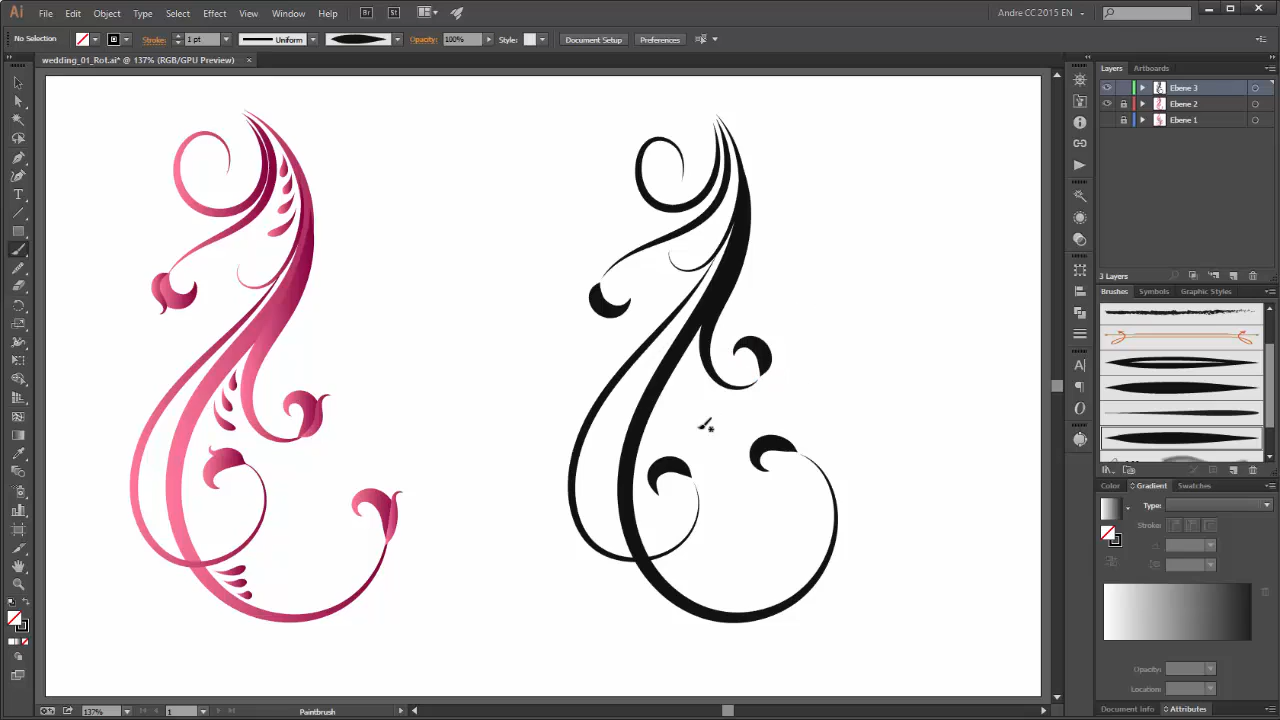 Ai File Edit Object Type Select Effect View Window Help Br St Andre CC 2015 EN
No Selection Stroke: 1 pt Uniform Opacity: 100% Style: Document Setup Preferences
wedding_01_Rot.ai* @ 137% (RGB/GPU Preview) ×
Layers Artboards
Ebene 3
Ebene 2
Ebene 1
3 Layers
Brushes Symbols Graphic Styles
Color Gradient Swatches
Type:
Stroke:
Opacity:
Location:
137% 1 Paintbrush Document Info Attributes